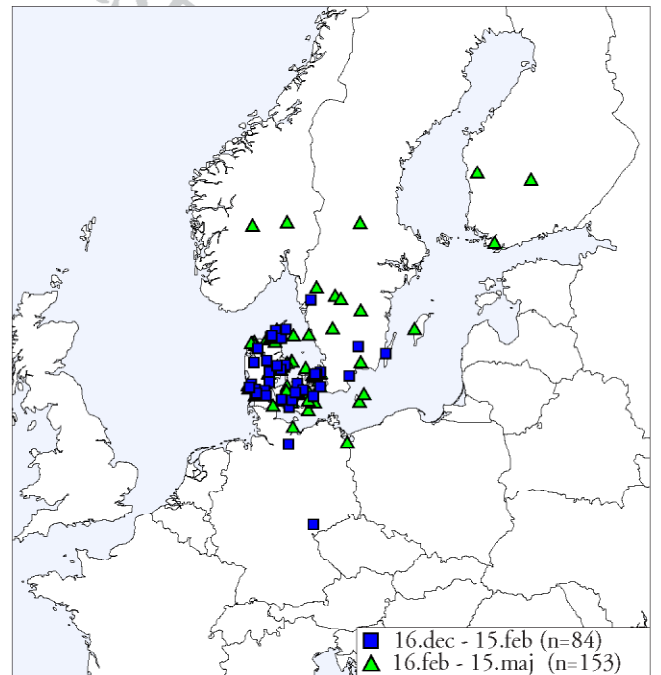 16.dec - 15.feb (n=84)
16.feb - 15.maj (n=153)